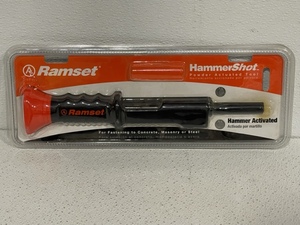 Ramset
HammerShot
Powder Actuated Tool
Ramset
Hammer Activated
Activado por martillo
For Fastening to Concrete, Masonry or Steel